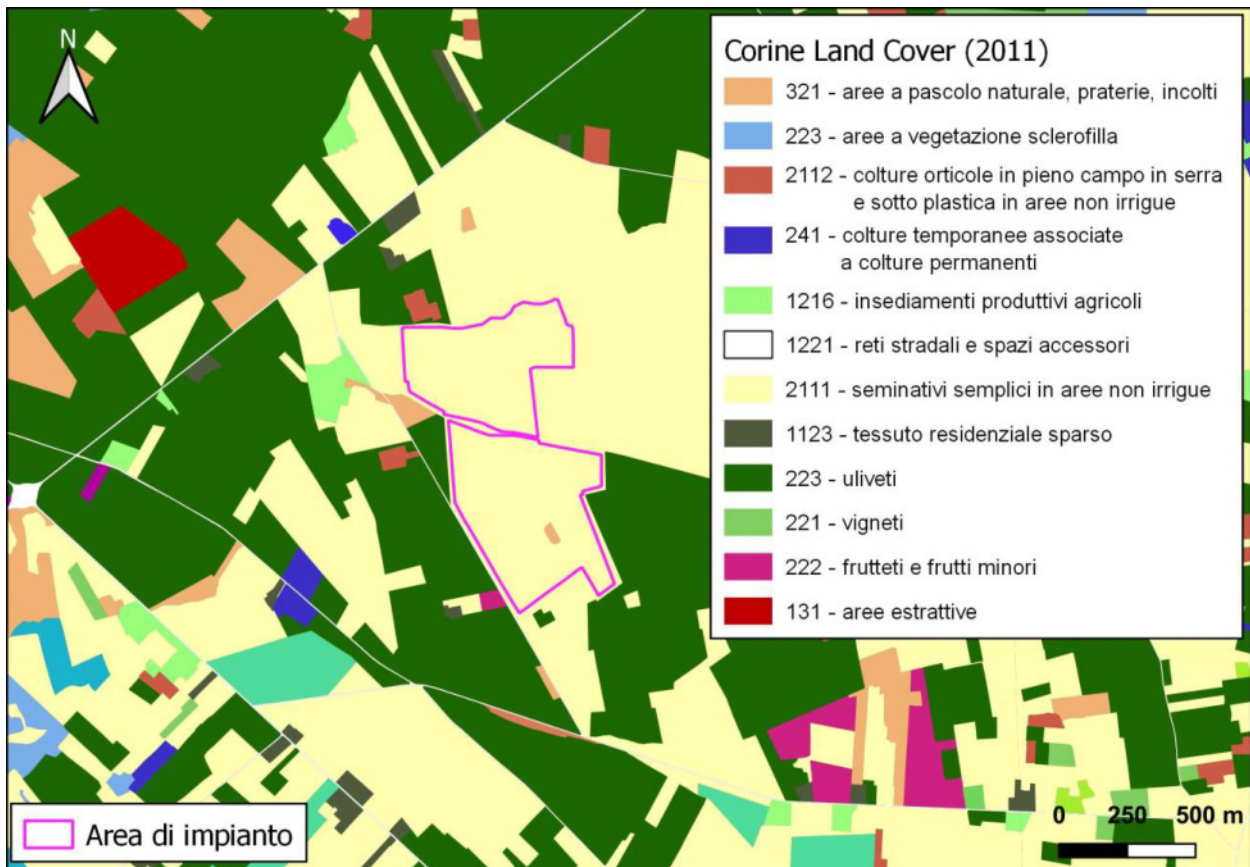 N
Corine Land Cover (2011)
321 - aree a pascolo naturale, praterie, incolti
223 - aree a vegetazione sclerofilla
2112 - colture orticole in pieno campo in serra
e sotto plastica in aree non irrigue
241 - colture temporanee associate
a colture permanenti
1216 - insediamenti produttivi agricoli
1221 - reti stradali e spazi accessori
2111 - seminativi semplici in aree non irrigue
1123 - tessuto residenziale sparso
223 - uliveti
221 - vigneti
222 - frutteti e frutti minori
131 - aree estrattive
Area di impianto
0 250 500 m